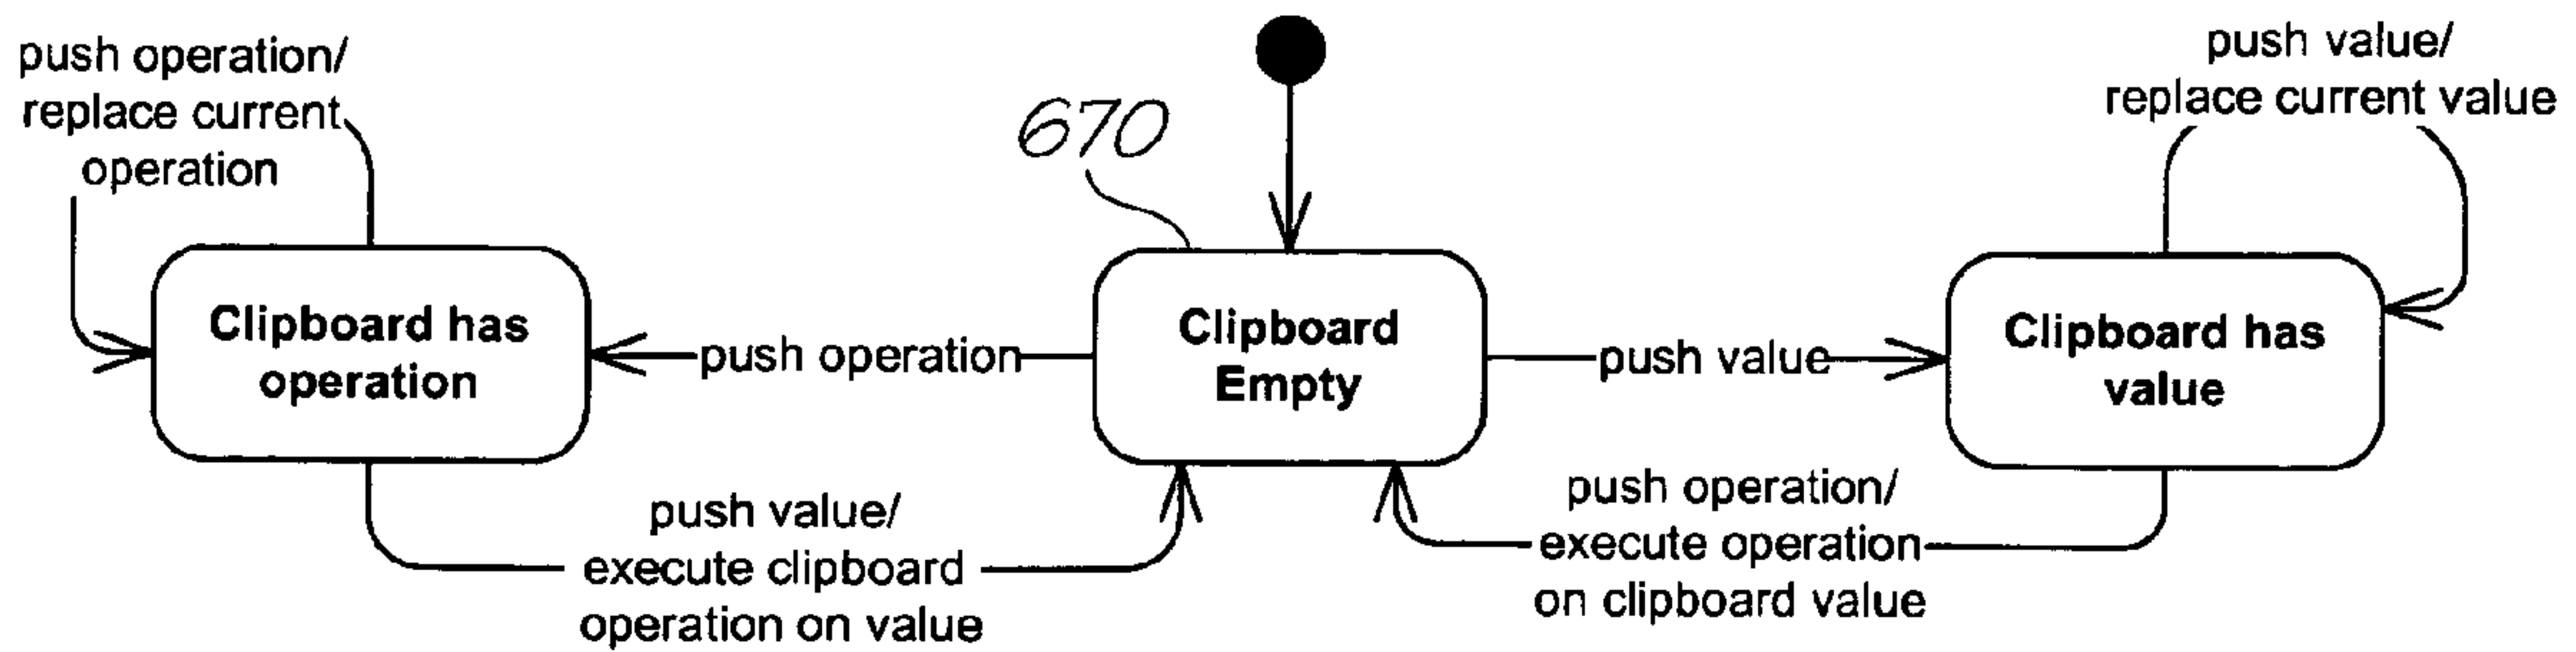 push operation/
replace current
operation
670
push value/
replace current value
Clipboard has
operation
push operation
Clipboard
Empty
push value
Clipboard has
value
push value/
execute clipboard
operation on value
push operation/
execute operation
on clipboard value